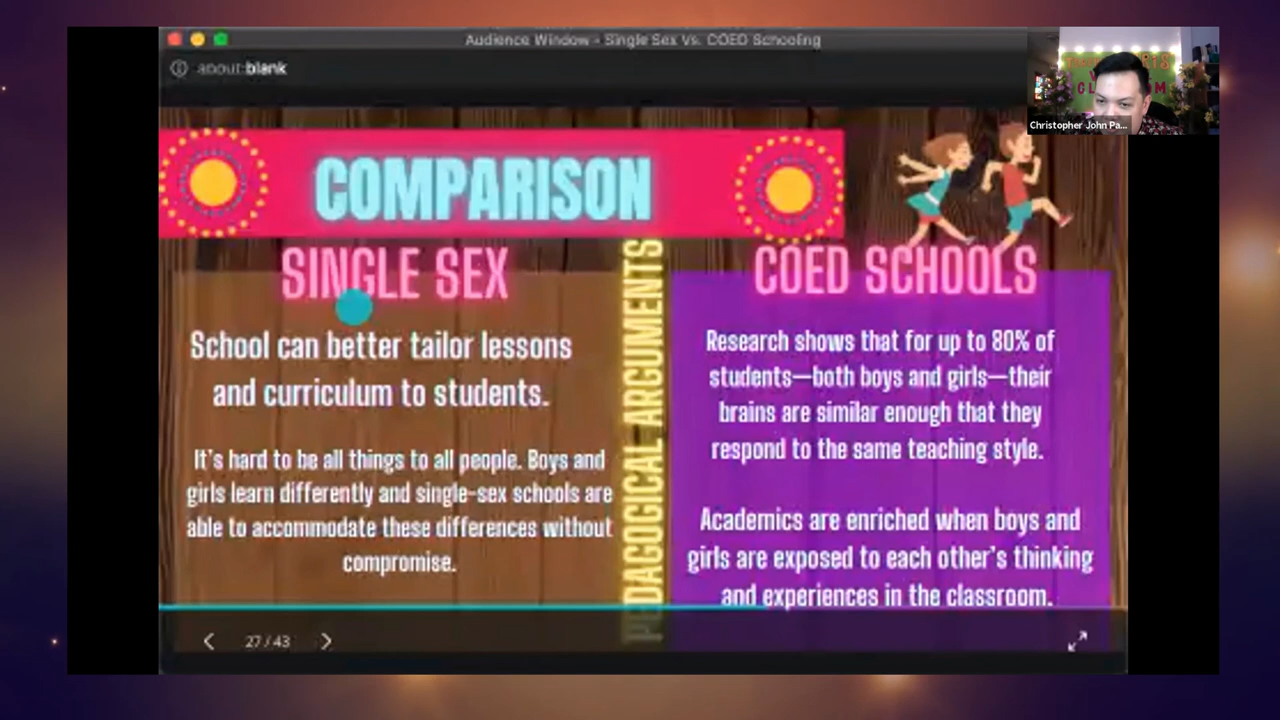 Audience Window - Single Sex Vs. COED Schooling
about:blank
Christopher John Pa...
COMPARISON
SINGLE SEX
School can better tailor lessons
and curriculum to students.
It's hard to be all things to all people. Boys and
girls learn differently and single-sex schools are
able to accommodate these differences without
compromise.
PEDAGOGICAL ARGUMENTS
COED SCHOOLS
Research shows that for up to 80% of
students—both boys and girls—their
brains are similar enough that they
respond to the same teaching style.
Academics are enriched when boys and
girls are exposed to each other's thinking
and experiences in the classroom.
27 / 43